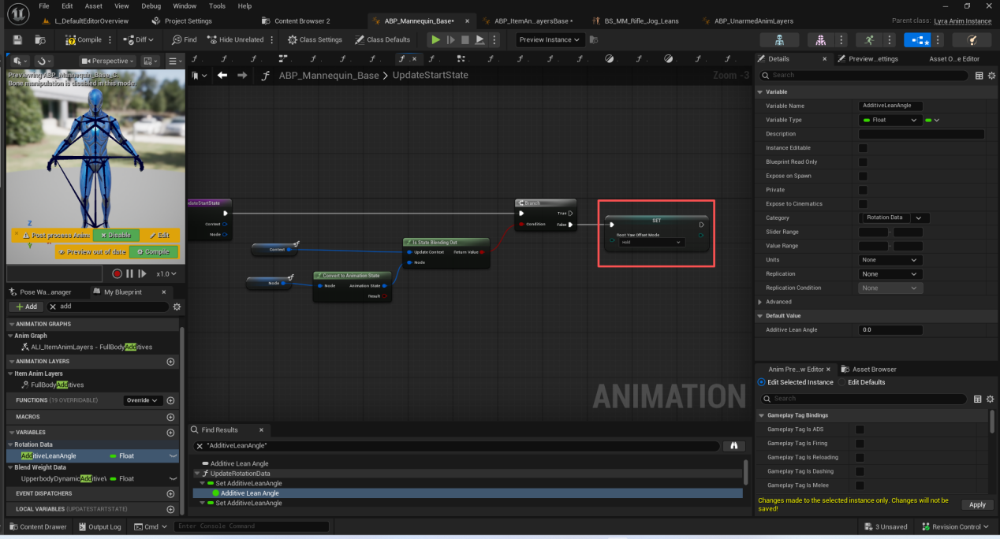 File Edit Asset View Debug Window Tools Help
L_DefaultEditorOverview Project Settings Content Browser 2 ABP_Mannequin_Base* ABP_ItemAn_ayersBase* BS_MM_Rifle_Jog_Leans ABP_UnarmedAnimLayers Parent class: Lyra Anim Instance
Compile Diff Find Hide Unrelated Class Settings Class Defaults Preview Instance
Perspective
Previewing ABP_Mannequin_Base_C.
Bone manipulation is disabled in this mode.
Z
Y
Post process Anim: Disable Edit
Preview out of date Compile
x1.0
Pose Wa...anager My Blueprint
Add add
ANIMATION GRAPHS
Anim Graph
ALI_ItemAnimLayers - FullBodyAdditives
ANIMATION LAYERS
Item Anim Layers
FullBodyAdditives
FUNCTIONS (19 OVERRIDABLE) Override
MACROS
VARIABLES
Rotation Data
AdditiveLeanAngle Float
Blend Weight Data
UpperbodyDynamicAdditiveW Float
EVENT DISPATCHERS
LOCAL VARIABLES (UPDATESTARTSTATE)
ABP_Mannequin_Base > UpdateStartState Zoom -3
pdateStartState
Context
Node
Context
Node
Convert to Animation State
Node Animation State
Result
Is State Blending Out
Update Context Return Value
Node
Branch
True
Condition False
SET
Root Yaw Offset Mode
Hold
ANIMATION
Find Results
"AdditiveLeanAngle"
Additive Lean Angle
UpdateRotationData
Set AdditiveLeanAngle
Additive Lean Angle
Set AdditiveLeanAngle
Details Preview...ettings Asset O...e Editor
Search
Variable
Variable Name AdditiveLeanAngle
Variable Type Float
Description
Instance Editable
Blueprint Read Only
Expose on Spawn
Private
Expose to Cinematics
Category Rotation Data
Slider Range
Value Range
Units None
Replication None
Replication Condition None
Advanced
Default Value
Additive Lean Angle 0.0
Anim Pre...w Editor Asset Browser
Edit Selected Instance Edit Defaults
Search
Gameplay Tag Bindings
Gameplay Tag Is ADS
Gameplay Tag Is Firing
Gameplay Tag Is Reloading
Gameplay Tag Is Dashing
Gameplay Tag Is Melee
Changes made to the selected instance only. Changes will not be
saved! Apply
Content Drawer Output Log Cmd Enter Console Command 3 Unsaved Revision Control